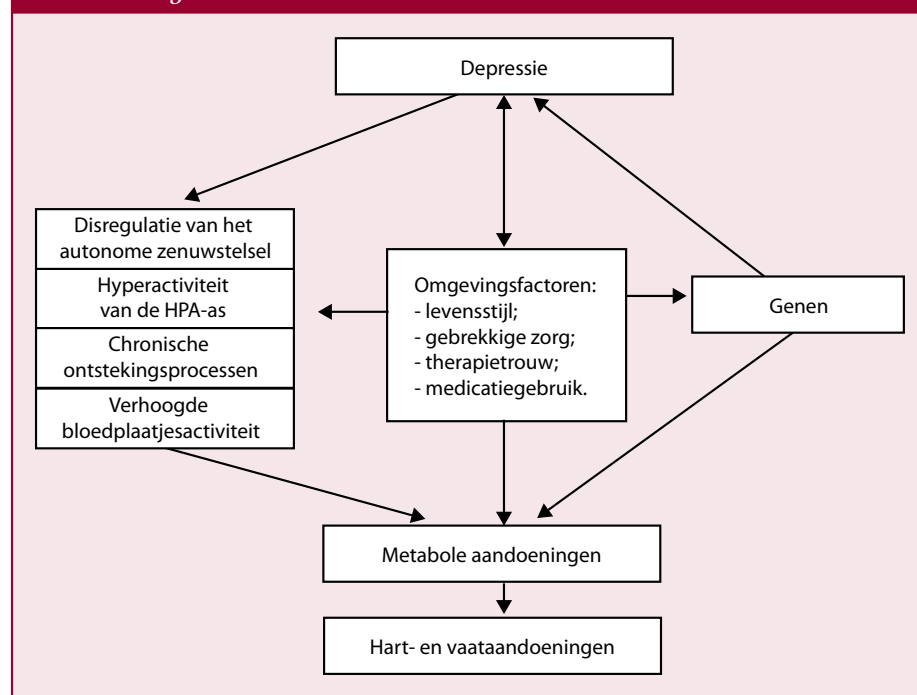 Depressie
Disregulatie van het
autonome zenuwstelsel
Hyperactiviteit
van de HPA-as
Chronische
ontstekingsprocessen
Verhoogde
bloedplaatjesactiviteit
Omgevingsfactoren:
- levensstijl;
- gebrekkige zorg;
- therapietrouw;
- medicatiegebruik.
Genen
Metabole aandoeningen
Hart- en vaataandoeningen